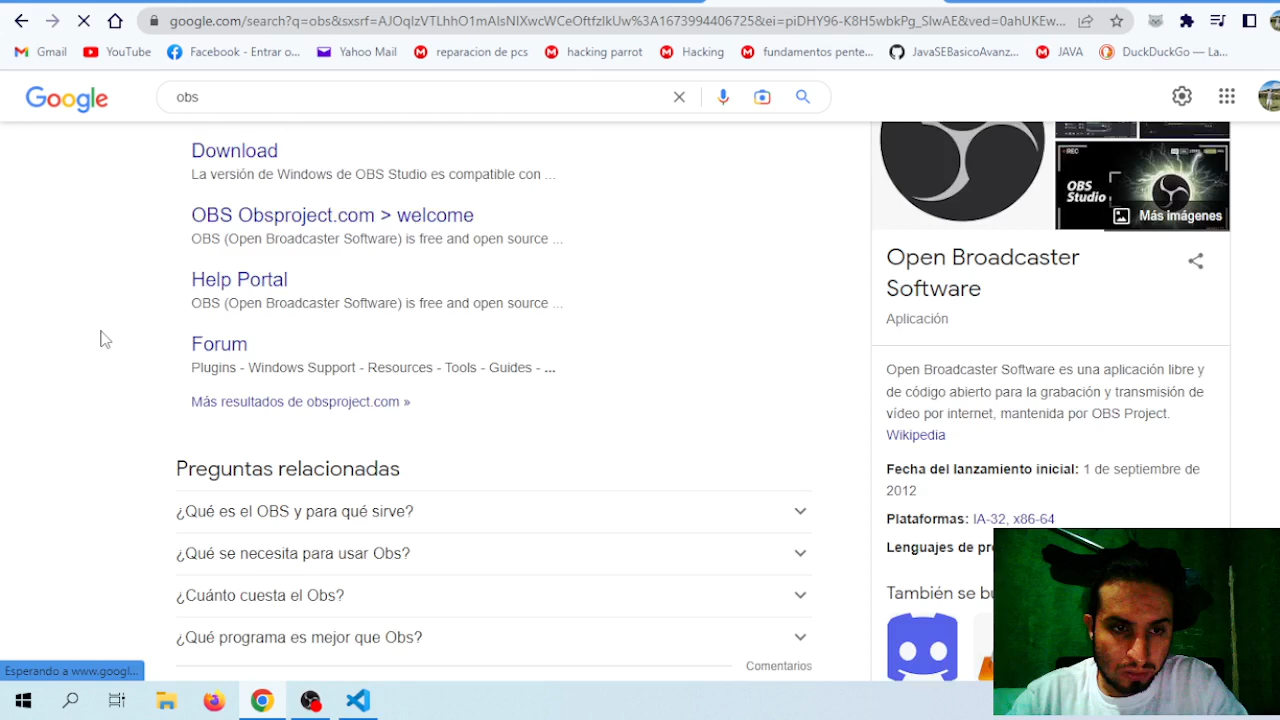 google.com/search?q=obs&sxsrf=AJOqlzVTLhhO1mAlsNIXwcWCeOftfzlkUw%3A1673994406725&ei=piDHY96-K8H5wbkPg_SlwAE&ved=0ahUKEw...
Gmail YouTube Facebook - Entrar o... Yahoo Mail reparacion de pcs hacking parrot Hacking fundamentos pente... JavaSEBasicoAvanz... JAVA DuckDuckGo — La...
Google obs
Download
La versión de Windows de OBS Studio es compatible con ...
OBS Obsproject.com > welcome
OBS (Open Broadcaster Software) is free and open source ...
Help Portal
OBS (Open Broadcaster Software) is free and open source ...
Forum
Plugins - Windows Support - Resources - Tools - Guides - ...
Más resultados de obsproject.com »
Preguntas relacionadas
¿Qué es el OBS y para qué sirve?
¿Qué se necesita para usar Obs?
¿Cuánto cuesta el Obs?
¿Qué programa es mejor que Obs?
Comentarios
REC
OBS
Studio
Más imágenes
Open Broadcaster
Software
Aplicación
Open Broadcaster Software es una aplicación libre y
de código abierto para la grabación y transmisión de
vídeo por internet, mantenida por OBS Project.
Wikipedia
Fecha del lanzamiento inicial: 1 de septiembre de
2012
Plataformas: IA-32, x86-64
Lenguajes de pr
También se bu
Esperando a www.googl...